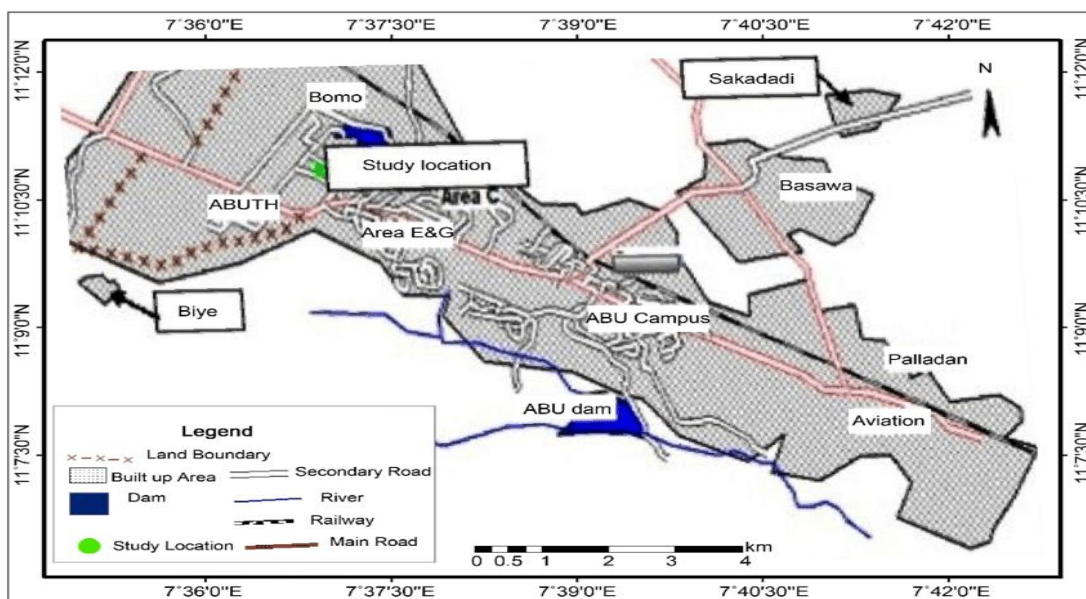 7°36'0"E 7°37'30"E 7°39'0"E 7°40'30"E 7°42'0"E
11°12'0"N 11°12'0"N
Sakadadi
N
Bomo
Study location
Basawa
11°10'30"N 11°10'30"N
ABUTH
Area C
Area E&G
Biye
11°9'0"N 11°9'0"N
ABU Campus
Palladan
ABU dam
Aviation
11°7'30"N 11°7'30"N
Legend
Land Boundary
Built up Area Secondary Road
Dam River
Railway
Study Location Main Road
km
0 0.5 1 2 3 4
7°36'0"E 7°37'30"E 7°39'0"E 7°40'30"E 7°42'0"E